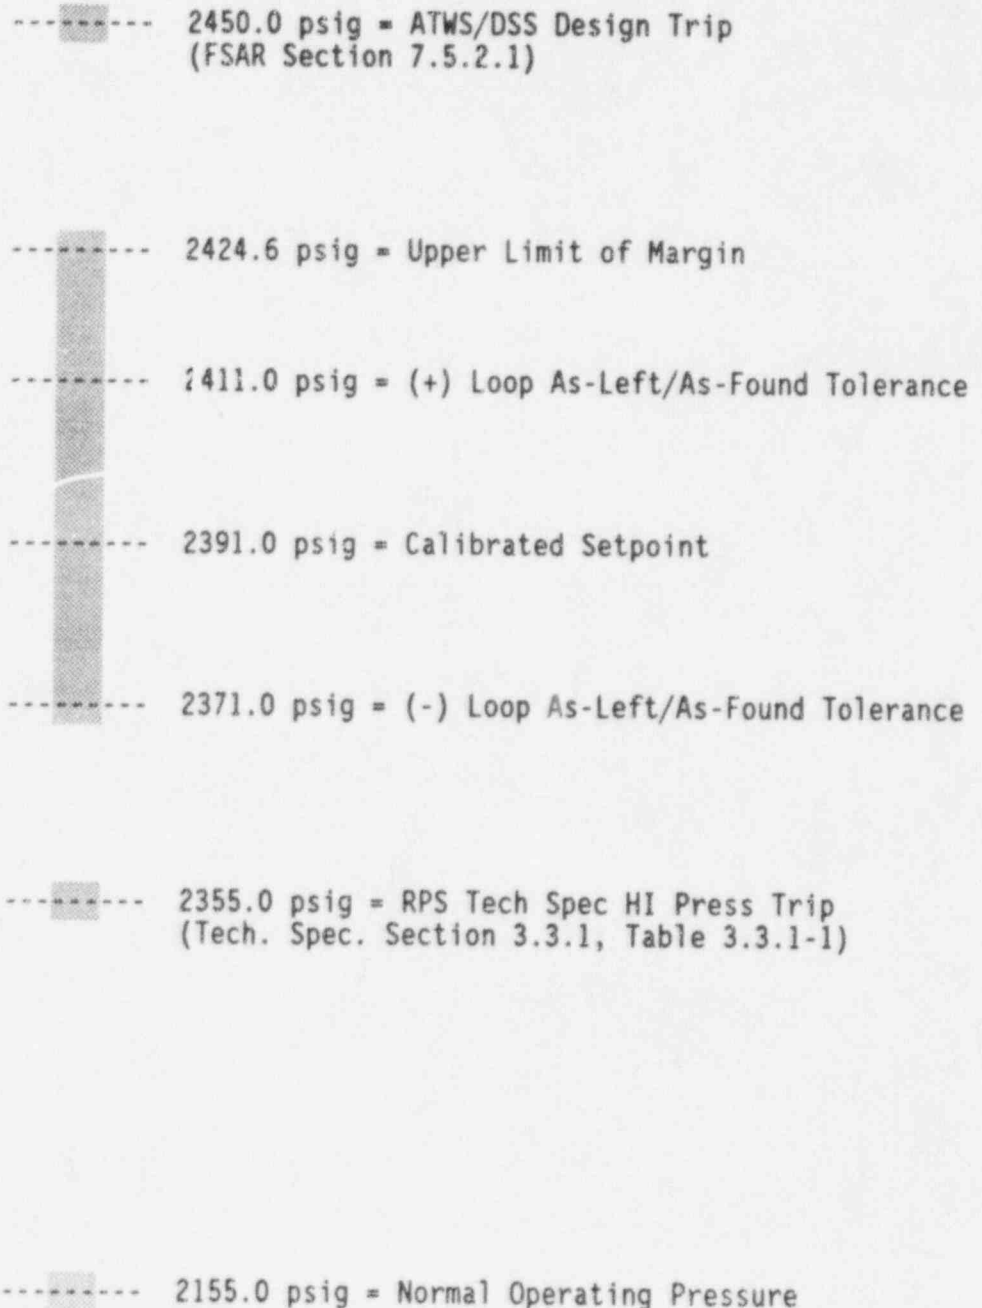 2450.0 psig = ATWS/DSS Design Trip
(FSAR Section 7.5.2.1)
2424.6 psig = Upper Limit of Margin
2411.0 psig = (+) Loop As-Left/As-Found Tolerance
2391.0 psig = Calibrated Setpoint
2371.0 psig = (-) Loop As-Left/As-Found Tolerance
2355.0 psig = RPS Tech Spec HI Press Trip
(Tech. Spec. Section 3.3.1, Table 3.3.1-1)
2155.0 psig = Normal Operating Pressure